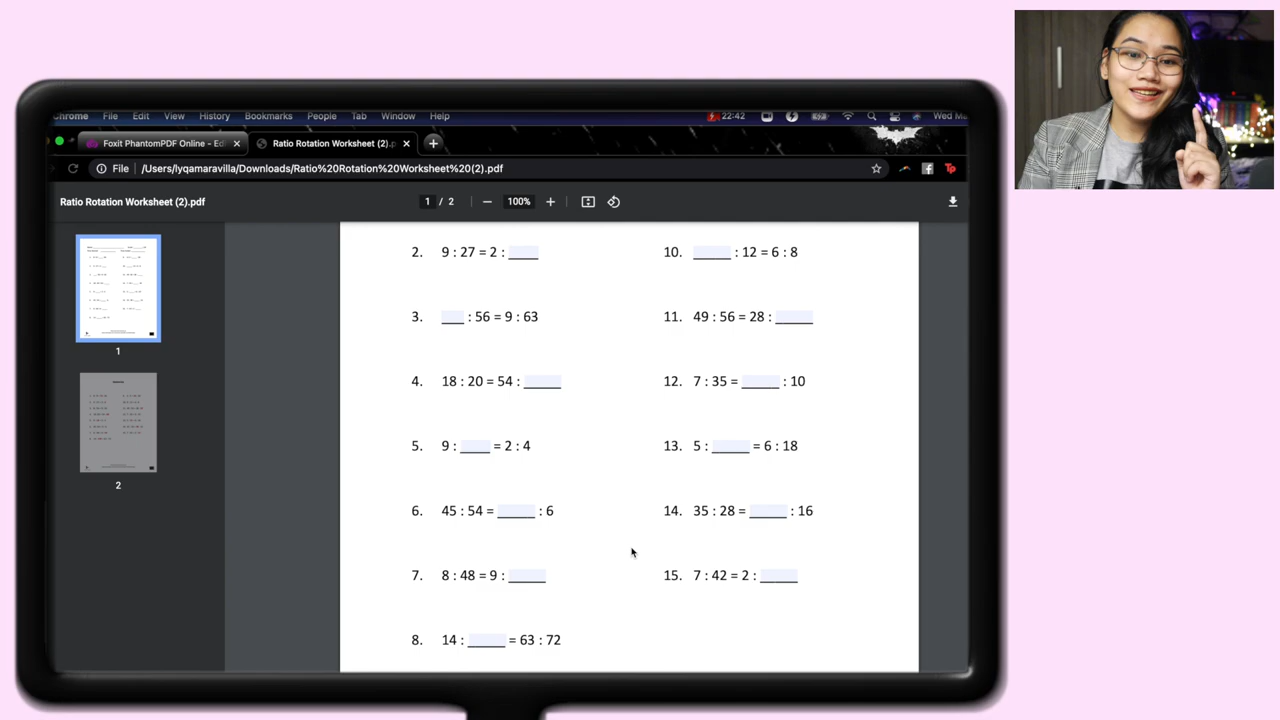 Chrome File Edit View History Bookmarks People Tab Window Help 22:42 Wed
Foxit PhantomPDF Online - Ed × Ratio Rotation Worksheet (2).p × +
File /Users/lyqamaravilla/Downloads/Ratio%20Rotation%20Worksheet%20(2).pdf
Ratio Rotation Worksheet (2).pdf 1 / 2 − 100% +
1
2
2. 9 : 27 = 2 : ____
3. ___ : 56 = 9 : 63
4. 18 : 20 = 54 : ____
5. 9 : ____ = 2 : 4
6. 45 : 54 = ____ : 6
7. 8 : 48 = 9 : ____
8. 14 : ____ = 63 : 72
10. ____ : 12 = 6 : 8
11. 49 : 56 = 28 : ____
12. 7 : 35 = ____ : 10
13. 5 : ____ = 6 : 18
14. 35 : 28 = ____ : 16
15. 7 : 42 = 2 : ____